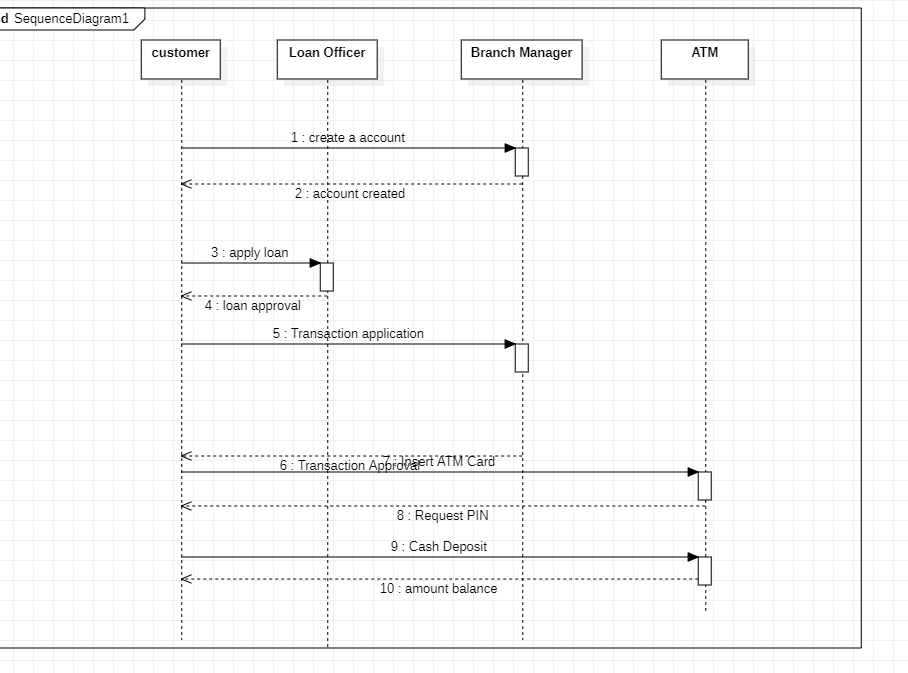 sd SequenceDiagram1
customer
Loan Officer
Branch Manager
ATM
1 : create a account
2 : account created
3 : apply loan
4 : loan approval
5 : Transaction application
6 : Transaction Approval
7 : Insert ATM Card
8 : Request PIN
9 : Cash Deposit
10 : amount balance